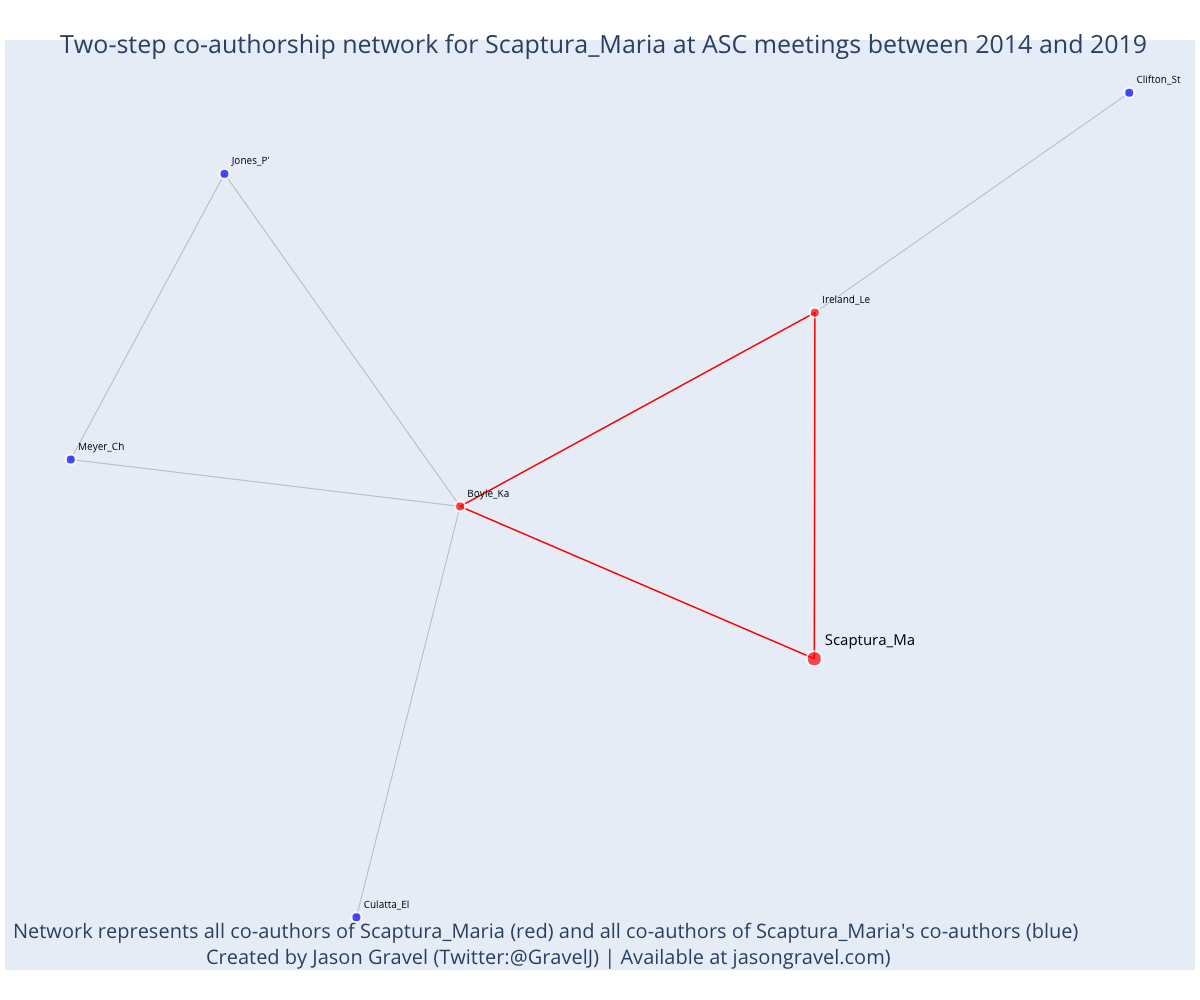 Two-step co-authorship network for Scaptura_Maria at ASC meetings between 2014 and 2019
Clifton_St
Jones_P'
Ireland_Le
Meyer_Ch
Boyle_Ka
Scaptura_Ma
Culatta_El
Network represents all co-authors of Scaptura_Maria (red) and all co-authors of Scaptura_Maria's co-authors (blue)
Created by Jason Gravel (Twitter:@GravelJ) | Available at jasongravel.com)